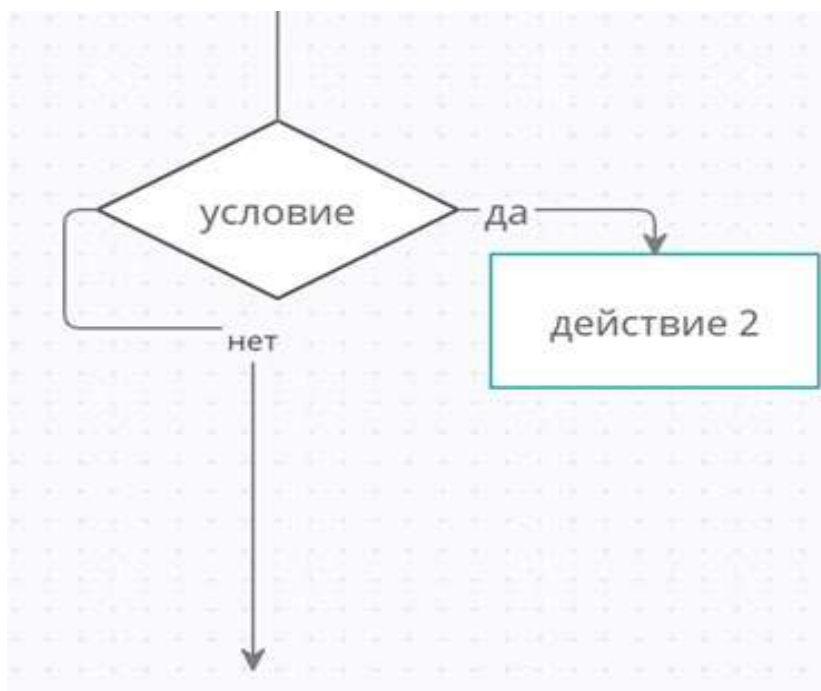 условие
да
действие 2
нет